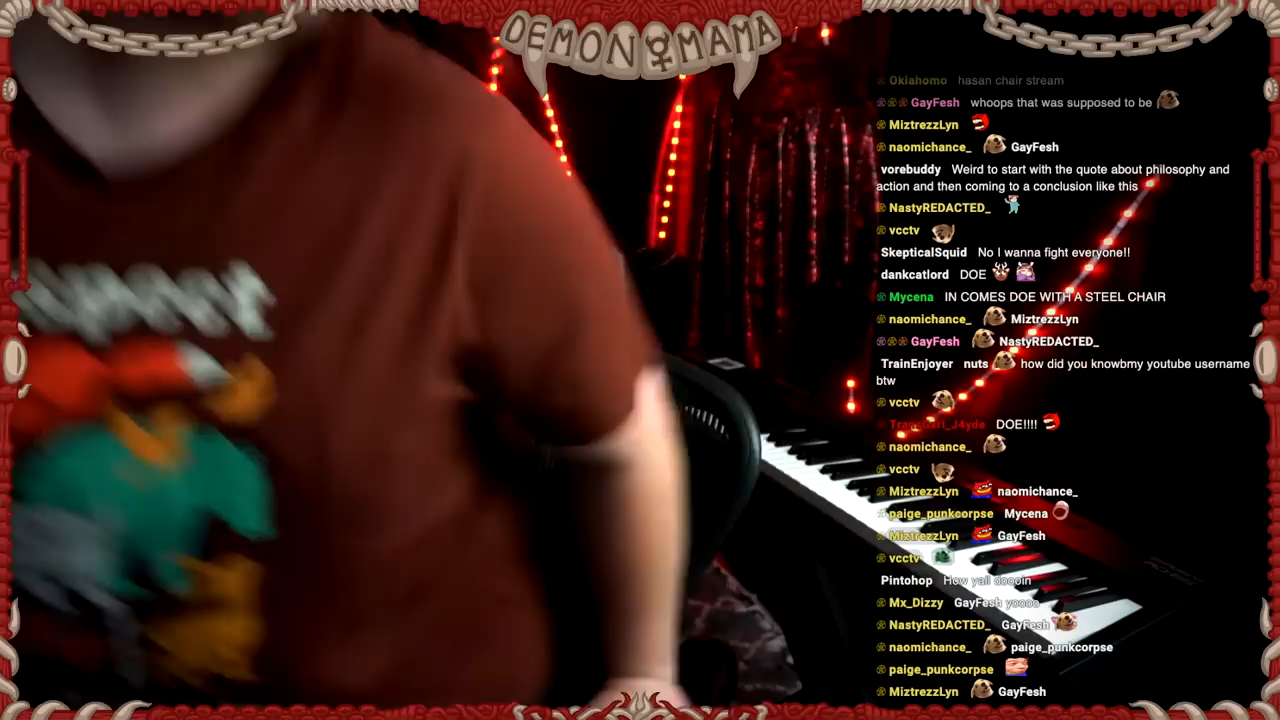 DEMON MAMA
Okiahomo hasan chair stream
GayFesh whoops that was supposed to be
MiztrezzLyn
naomichance_ GayFesh
vorebuddy Weird to start with the quote about philosophy and
action and then coming to a conclusion like this
NastyREDACTED_
vcctv
SkepticalSquid No I wanna fight everyone!!
dankcatlord DOE
Mycena IN COMES DOE WITH A STEEL CHAIR
naomichance_ MiztrezzLyn
GayFesh NastyREDACTED_
TrainEnjoyer nuts how did you knowbmy youtube username
btw
vcctv
TransGirl_J4yde DOE!!!!
naomichance_
vcctv
MiztrezzLyn naomichance_
paige_punkcorpse Mycena
MiztrezzLyn GayFesh
vcctv
Pintohop How yall doooin
Mx_Dizzy GayFesh yoooo
NastyREDACTED_ GayFesh
naomichance_ paige_punkcorpse
paige_punkcorpse
MiztrezzLyn GayFesh